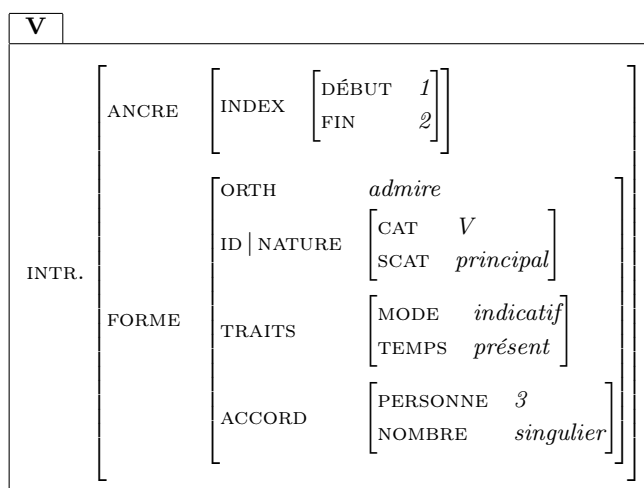 V
DÉBUT 1
ANCRE INDEX
FIN 2
ORTH admire
CAT V
ID | NATURE
SCAT principal
INTR.
MODE indicatif
FORME TRAITS
TEMPS présent
PERSONNE 3
ACCORD
NOMBRE singulier